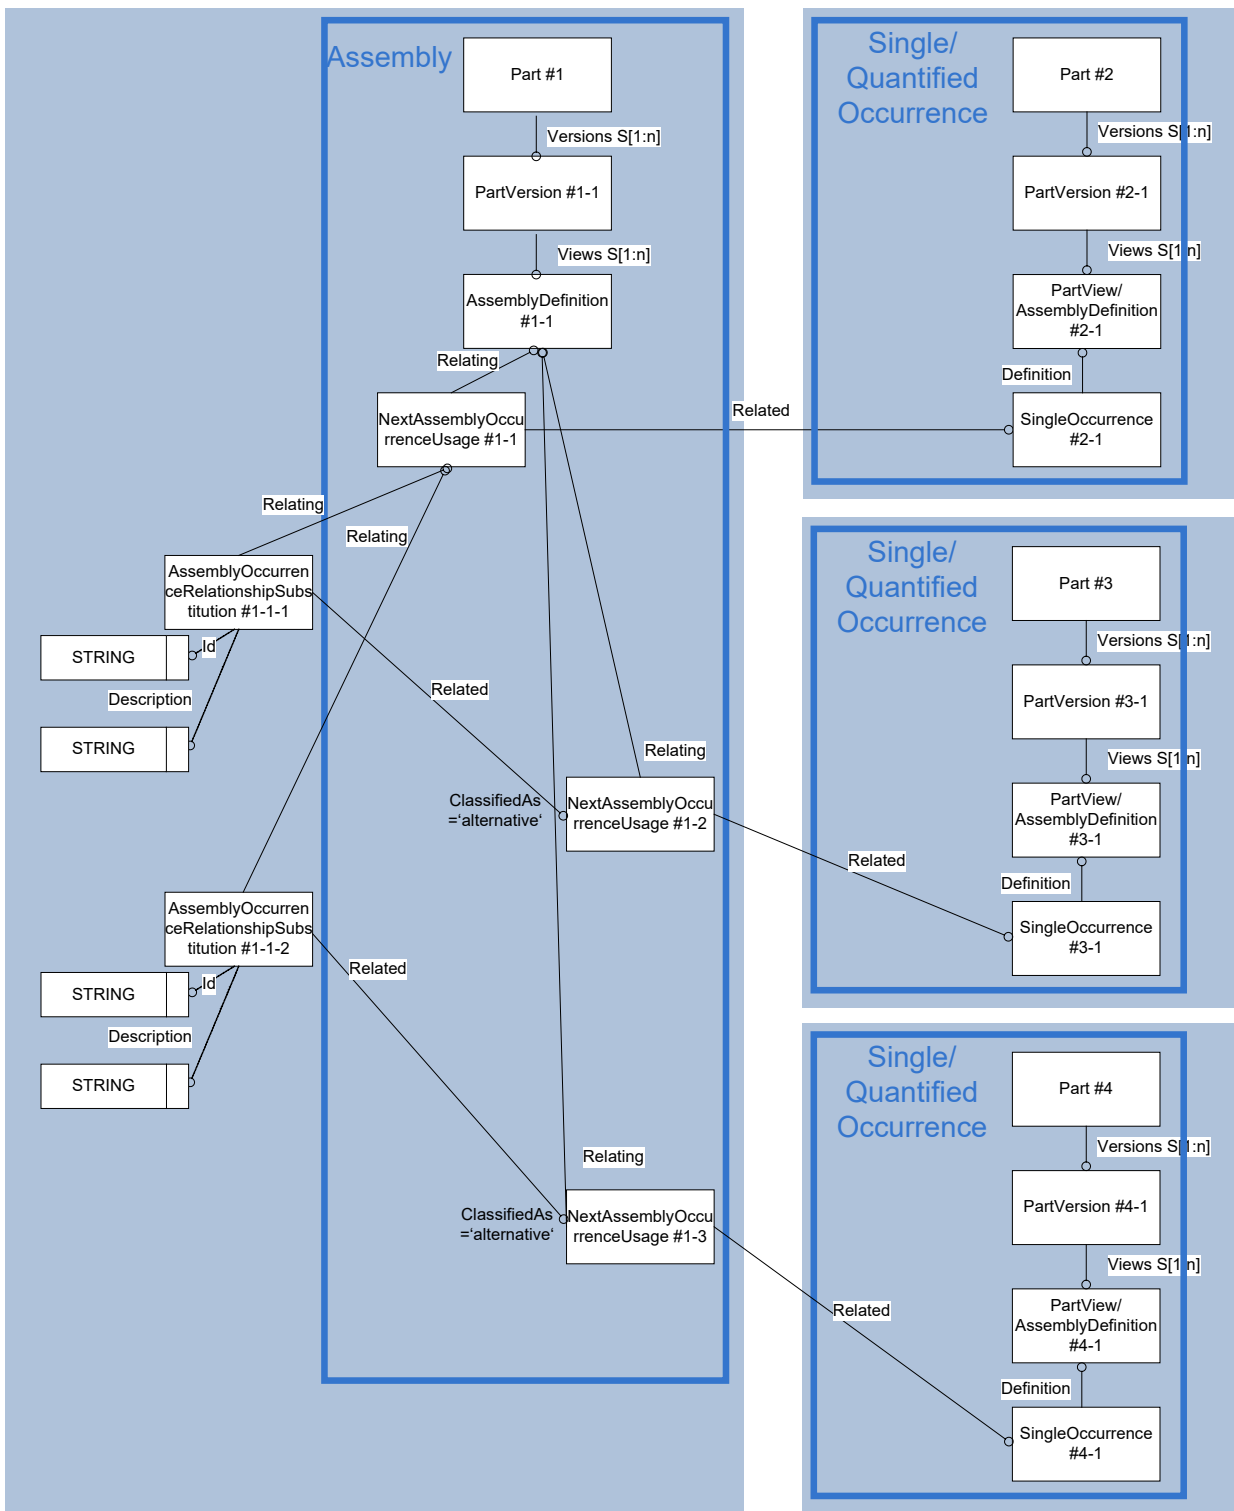 Assembly
Part #1
Versions S[1:n]
PartVersion #1-1
Views S[1:n]
AssemblyDefinition
#1-1
Relating
NextAssemblyOccu
rrenceUsage #1-1
Related
Relating
Relating
AssemblyOccurren
ceRelationshipSubs
titution #1-1-1
STRING
Id
Description
STRING
Related
Relating
ClassifiedAs
=‘alternative‘
NextAssemblyOccu
rrenceUsage #1-2
Related
AssemblyOccurren
ceRelationshipSubs
titution #1-1-2
STRING
Id
Description
STRING
Related
Relating
ClassifiedAs
=‘alternative‘
NextAssemblyOccu
rrenceUsage #1-3
Related
Single/
Quantified
Occurrence
Part #2
Versions S[1:n]
PartVersion #2-1
Views S[1:n]
PartView/
AssemblyDefinition
#2-1
Definition
SingleOccurrence
#2-1
Single/
Quantified
Occurrence
Part #3
Versions S[1:n]
PartVersion #3-1
Views S[1:n]
PartView/
AssemblyDefinition
#3-1
Definition
SingleOccurrence
#3-1
Single/
Quantified
Occurrence
Part #4
Versions S[1:n]
PartVersion #4-1
Views S[1:n]
PartView/
AssemblyDefinition
#4-1
Definition
SingleOccurrence
#4-1